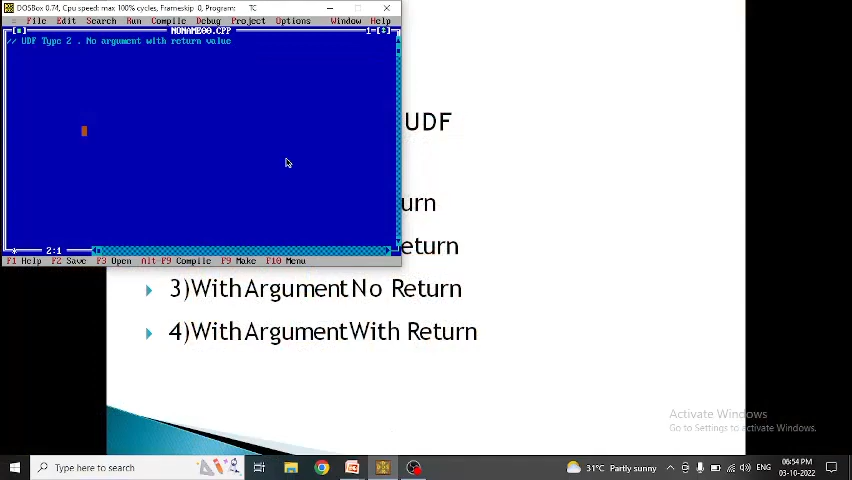 DOSBox 0.74, Cpu speed: max 100% cycles, Frameskip 0, Program: TC
≡ File Edit Search Run Compile Debug Project Options Window Help
NONAME00.CPP 1
// UDF Type 2 . No argument with return value
2:1
F1 Help F2 Save F3 Open Alt-F9 Compile F9 Make F10 Menu
UDF
urn
eturn
3)With Argument No Return
4)With Argument With Return
Activate Windows
Go to Settings to activate Windows.
Type here to search
31°C Partly sunny
ENG
06:54 PM
03-10-2022